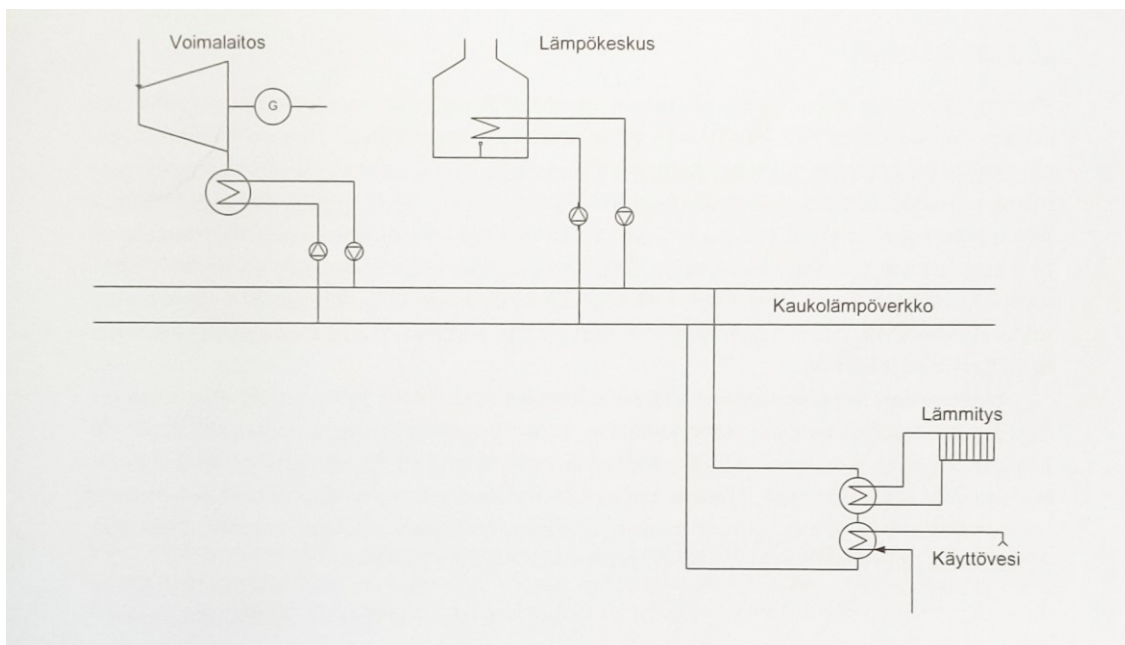 Voimalaitos
Lämpökeskus
G
Kaukolämpöverkko
Lämmitys
Käyttövesi